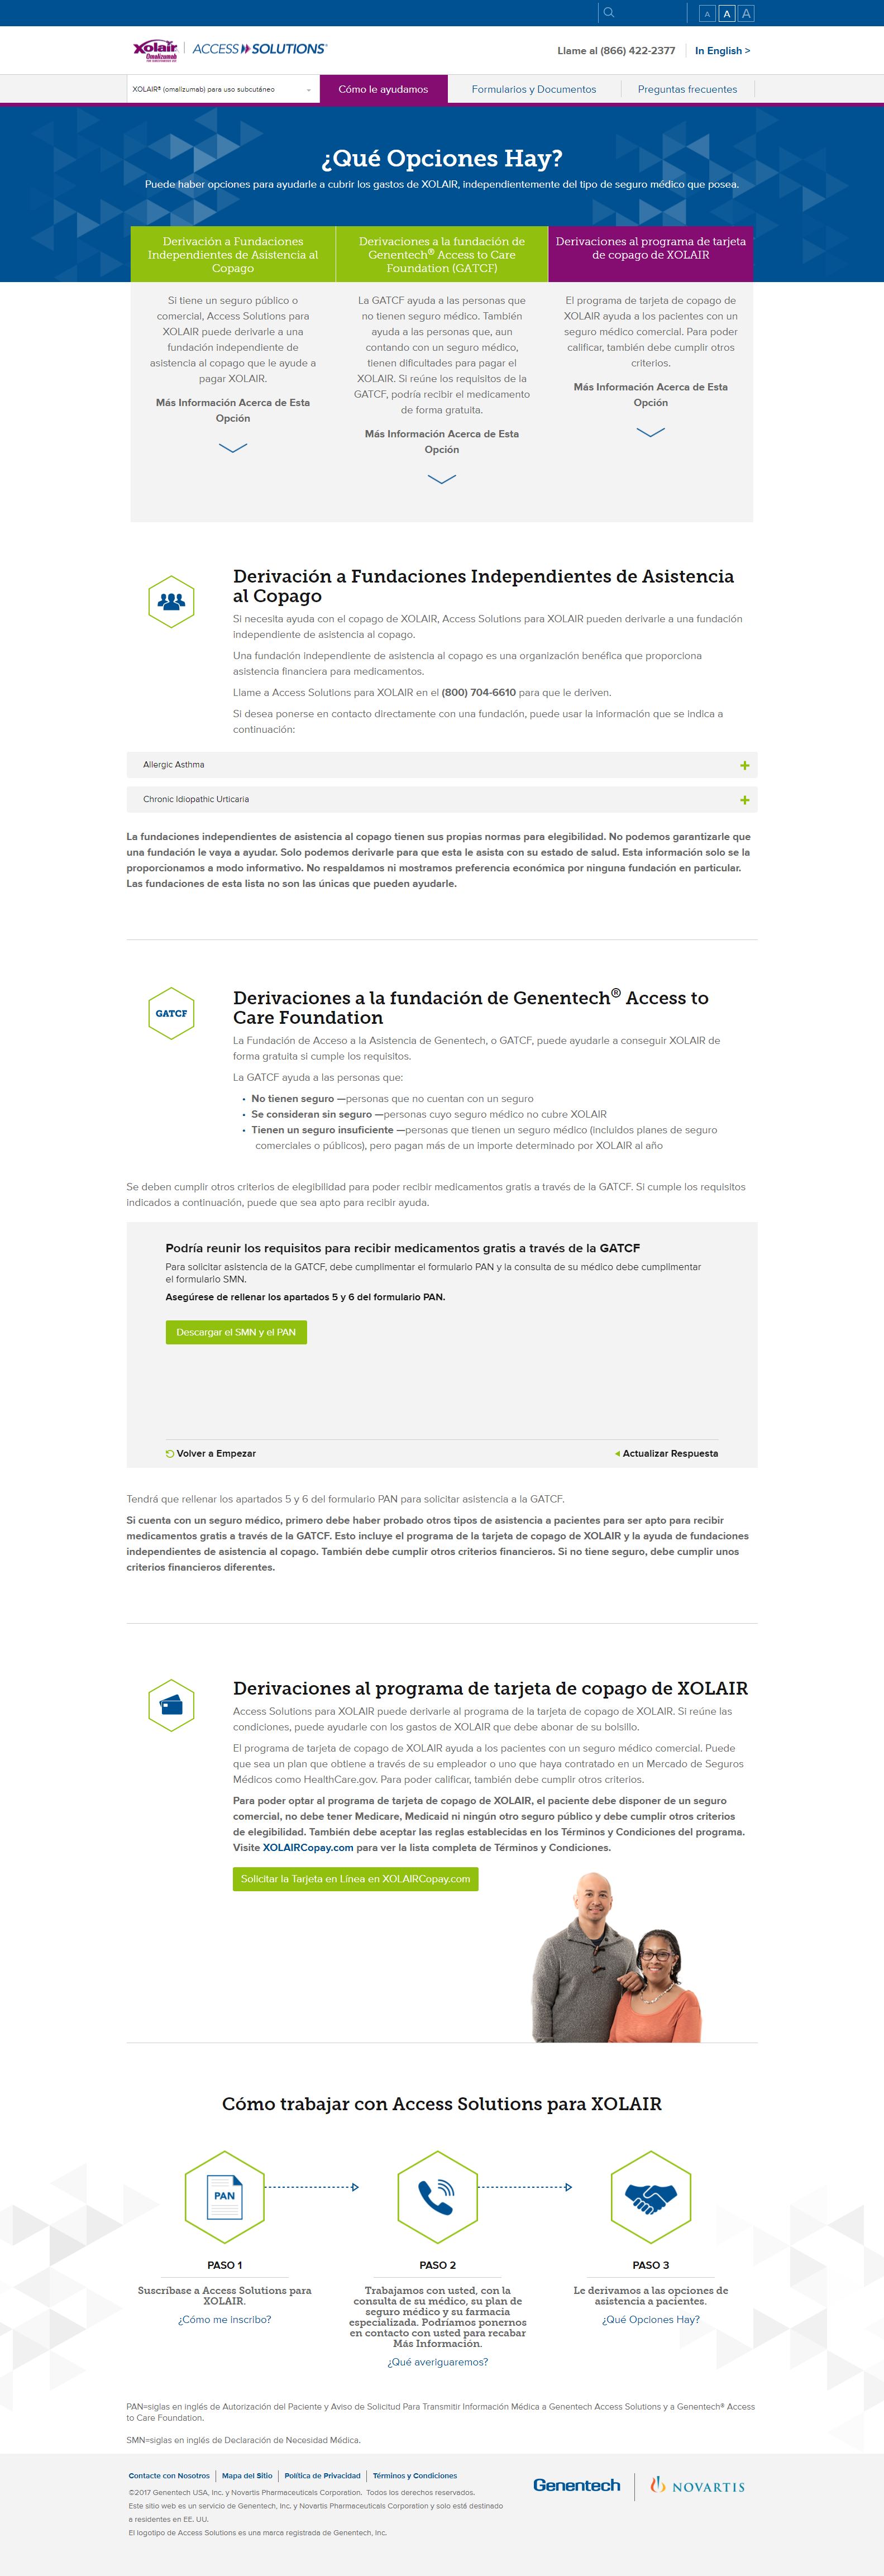 A A A
Xolair Omalizumab ACCESS SOLUTIONS®
Llame al (866) 422-2377 In English >
XOLAIR® (omalizumab) para uso subcutáneo Cómo le ayudamos Formularios y Documentos Preguntas frecuentes
¿Qué Opciones Hay?
Puede haber opciones para ayudarle a cubrir los gastos de XOLAIR, independientemente del tipo de seguro médico que posea.
Derivación a Fundaciones
Independientes de Asistencia al
Copago
Si tiene un seguro público o
comercial, Access Solutions para
XOLAIR puede derivarle a una
fundación independiente de
asistencia al copago que le ayude a
pagar XOLAIR.
Más Información Acerca de Esta
Opción
Derivaciones a la fundación de
Genentech® Access to Care
Foundation (GATCF)
La GATCF ayuda a las personas que
no tienen seguro médico. También
ayuda a las personas que, aun
contando con un seguro médico,
tienen dificultades para pagar el
XOLAIR. Si reúne los requisitos de la
GATCF, podría recibir el medicamento
de forma gratuita.
Más Información Acerca de Esta
Opción
Derivaciones al programa de tarjeta
de copago de XOLAIR
El programa de tarjeta de copago de
XOLAIR ayuda a los pacientes con un
seguro médico comercial. Para poder
calificar, también debe cumplir otros
criterios.
Más Información Acerca de Esta
Opción
Derivación a Fundaciones Independientes de Asistencia
al Copago
Si necesita ayuda con el copago de XOLAIR, Access Solutions para XOLAIR pueden derivarle a una fundación
independiente de asistencia al copago.
Una fundación independiente de asistencia al copago es una organización benéfica que proporciona
asistencia financiera para medicamentos.
Llame a Access Solutions para XOLAIR en el (800) 704-6610 para que le deriven.
Si desea ponerse en contacto directamente con una fundación, puede usar la información que se indica a
continuación:
Allergic Asthma
Chronic Idiopathic Urticaria
La fundaciones independientes de asistencia al copago tienen sus propias normas para elegibilidad. No podemos garantizarle que
una fundación le vaya a ayudar. Solo podemos derivarle para que esta le asista con su estado de salud. Esta información solo se la
proporcionamos a modo informativo. No respaldamos ni mostramos preferencia económica por ninguna fundación en particular.
Las fundaciones de esta lista no son las únicas que pueden ayudarle.
GATCF
Derivaciones a la fundación de Genentech® Access to
Care Foundation
La Fundación de Acceso a la Asistencia de Genentech, o GATCF, puede ayudarle a conseguir XOLAIR de
forma gratuita si cumple los requisitos.
La GATCF ayuda a las personas que:
• No tienen seguro —personas que no cuentan con un seguro
• Se consideran sin seguro —personas cuyo seguro médico no cubre XOLAIR
• Tienen un seguro insuficiente —personas que tienen un seguro médico (incluidos planes de seguro
comerciales o públicos), pero pagan más de un importe determinado por XOLAIR al año
Se deben cumplir otros criterios de elegibilidad para poder recibir medicamentos gratis a través de la GATCF. Si cumple los requisitos
indicados a continuación, puede que sea apto para recibir ayuda.
Podría reunir los requisitos para recibir medicamentos gratis a través de la GATCF
Para solicitar asistencia de la GATCF, debe cumplimentar el formulario PAN y la consulta de su médico debe cumplimentar
el formulario SMN.
Asegúrese de rellenar los apartados 5 y 6 del formulario PAN.
Descargar el SMN y el PAN
Volver a Empezar Actualizar Respuesta
Tendrá que rellenar los apartados 5 y 6 del formulario PAN para solicitar asistencia a la GATCF.
Si cuenta con un seguro médico, primero debe haber probado otros tipos de asistencia a pacientes para ser apto para recibir
medicamentos gratis a través de la GATCF. Esto incluye el programa de la tarjeta de copago de XOLAIR y la ayuda de fundaciones
independientes de asistencia al copago. También debe cumplir otros criterios financieros. Si no tiene seguro, debe cumplir unos
criterios financieros diferentes.
Derivaciones al programa de tarjeta de copago de XOLAIR
Access Solutions para XOLAIR puede derivarle al programa de la tarjeta de copago de XOLAIR. Si reúne las
condiciones, puede ayudarle con los gastos de XOLAIR que debe abonar de su bolsillo.
El programa de tarjeta de copago de XOLAIR ayuda a los pacientes con un seguro médico comercial. Puede
que sea un plan que obtiene a través de su empleador o uno que haya contratado en un Mercado de Seguros
Médicos como HealthCare.gov. Para poder calificar, también debe cumplir otros criterios.
Para poder optar al programa de tarjeta de copago de XOLAIR, el paciente debe disponer de un seguro
comercial, no debe tener Medicare, Medicaid ni ningún otro seguro público y debe cumplir otros criterios
de elegibilidad. También debe aceptar las reglas establecidas en los Términos y Condiciones del programa.
Visite XOLAIRCopay.com para ver la lista completa de Términos y Condiciones.
Solicitar la Tarjeta en Línea en XOLAIRCopay.com
Cómo trabajar con Access Solutions para XOLAIR
PAN
PASO 1
Suscríbase a Access Solutions para
XOLAIR.
¿Cómo me inscribo?
PASO 2
Trabajamos con usted, con la
consulta de su médico, su plan de
seguro médico y su farmacia
especializada. Podríamos ponernos
en contacto con usted para recabar
Más Información.
¿Qué averiguaremos?
PASO 3
Le derivamos a las opciones de
asistencia a pacientes.
¿Qué Opciones Hay?
PAN=siglas en inglés de Autorización del Paciente y Aviso de Solicitud Para Transmitir Información Médica a Genentech Access Solutions y a Genentech® Access
to Care Foundation.
SMN=siglas en inglés de Declaración de Necesidad Médica.
Contacte con Nosotros Mapa del Sitio Política de Privacidad Términos y Condiciones
©2017 Genentech USA, Inc. y Novartis Pharmaceuticals Corporation. Todos los derechos reservados.
Este sitio web es un servicio de Genentech, Inc. y Novartis Pharmaceuticals Corporation y solo está destinado
a residentes en EE. UU.
El logotipo de Access Solutions es una marca registrada de Genentech, Inc.
Genentech NOVARTIS